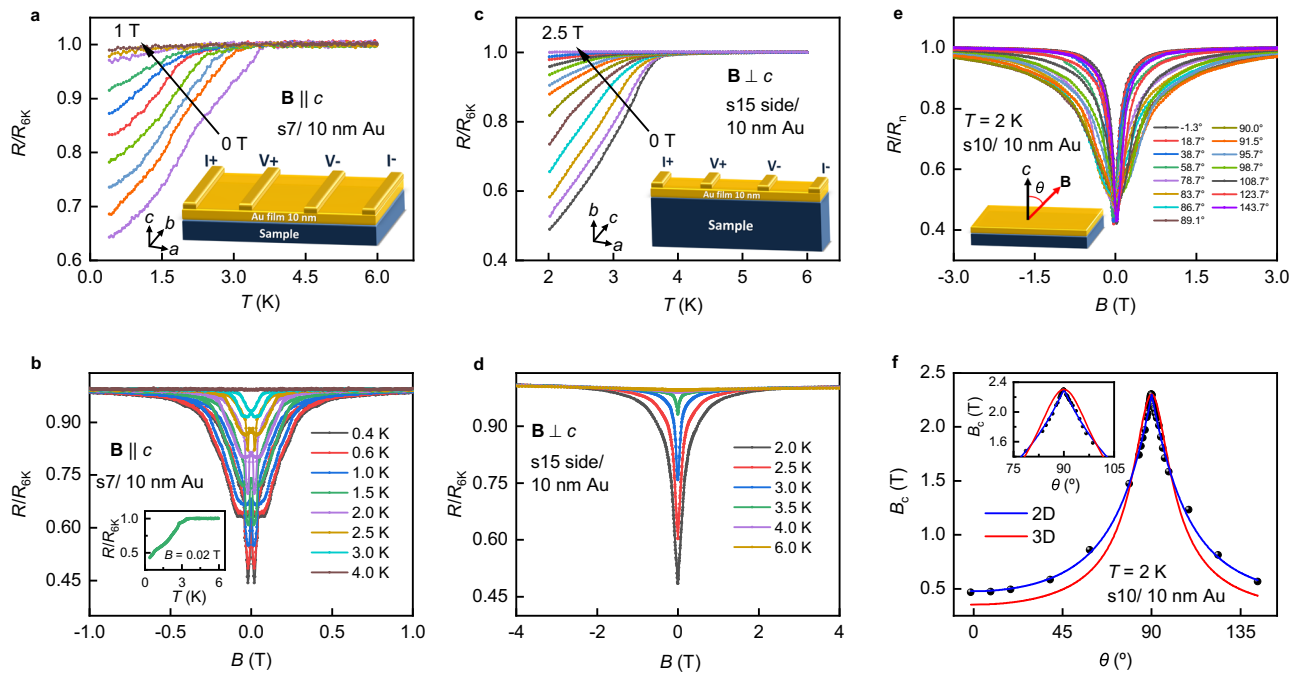 a
1 T
B || c
s7/ 10 nm Au
0 T
I+ V+ V- I-
Au film 10 nm
Sample
c
b
a
R/R6K
1.0
0.9
0.8
0.7
0.6
0.0 1.5 3.0 4.5 6.0
T (K)
c
2.5 T
B ⊥ c
s15 side/
10 nm Au
0 T
I+ V+ V- I-
Au film 10 nm
Sample
b
c
a
R/R6K
1.0
0.8
0.6
0.4
2 3 4 5 6
T (K)
e
T = 2 K
s10/ 10 nm Au
c
θ
B
-1.3° 90.0°
18.7° 91.5°
38.7° 95.7°
58.7° 98.7°
78.7° 108.7°
83.7° 123.7°
86.7° 143.7°
89.1°
R/Rn
1.0
0.8
0.6
0.4
-3.0 -1.5 0.0 1.5 3.0
B (T)
b
B || c
s7/ 10 nm Au
0.4 K
0.6 K
1.0 K
1.5 K
2.0 K
2.5 K
3.0 K
4.0 K
R/R6K
1.0
0.5
B = 0.02 T
0 3 6
T (K)
R/R6K
0.90
0.75
0.60
0.45
-1.0 -0.5 0.0 0.5 1.0
B (T)
d
B ⊥ c
s15 side/
10 nm Au
2.0 K
2.5 K
3.0 K
3.5 K
4.0 K
6.0 K
R/R6K
0.90
0.75
0.60
0.45
-4 -2 0 2 4
B (T)
f
Bc (T)
2.4
2.0
1.6
75 90 105
θ (º)
2D
3D
T = 2 K
s10/ 10 nm Au
Bc (T)
2.5
2.0
1.5
1.0
0.5
0 45 90 135
θ (º)